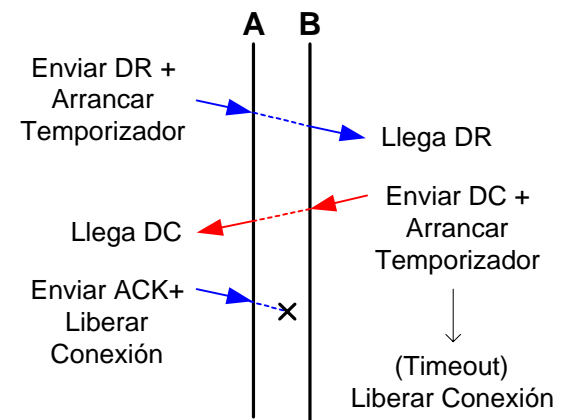 A B
Enviar DR +
Arrancar
Temporizador
Llega DR
Enviar DC +
Arrancar
Temporizador
Llega DC
Enviar ACK+
Liberar
Conexión
(Timeout)
Liberar Conexión